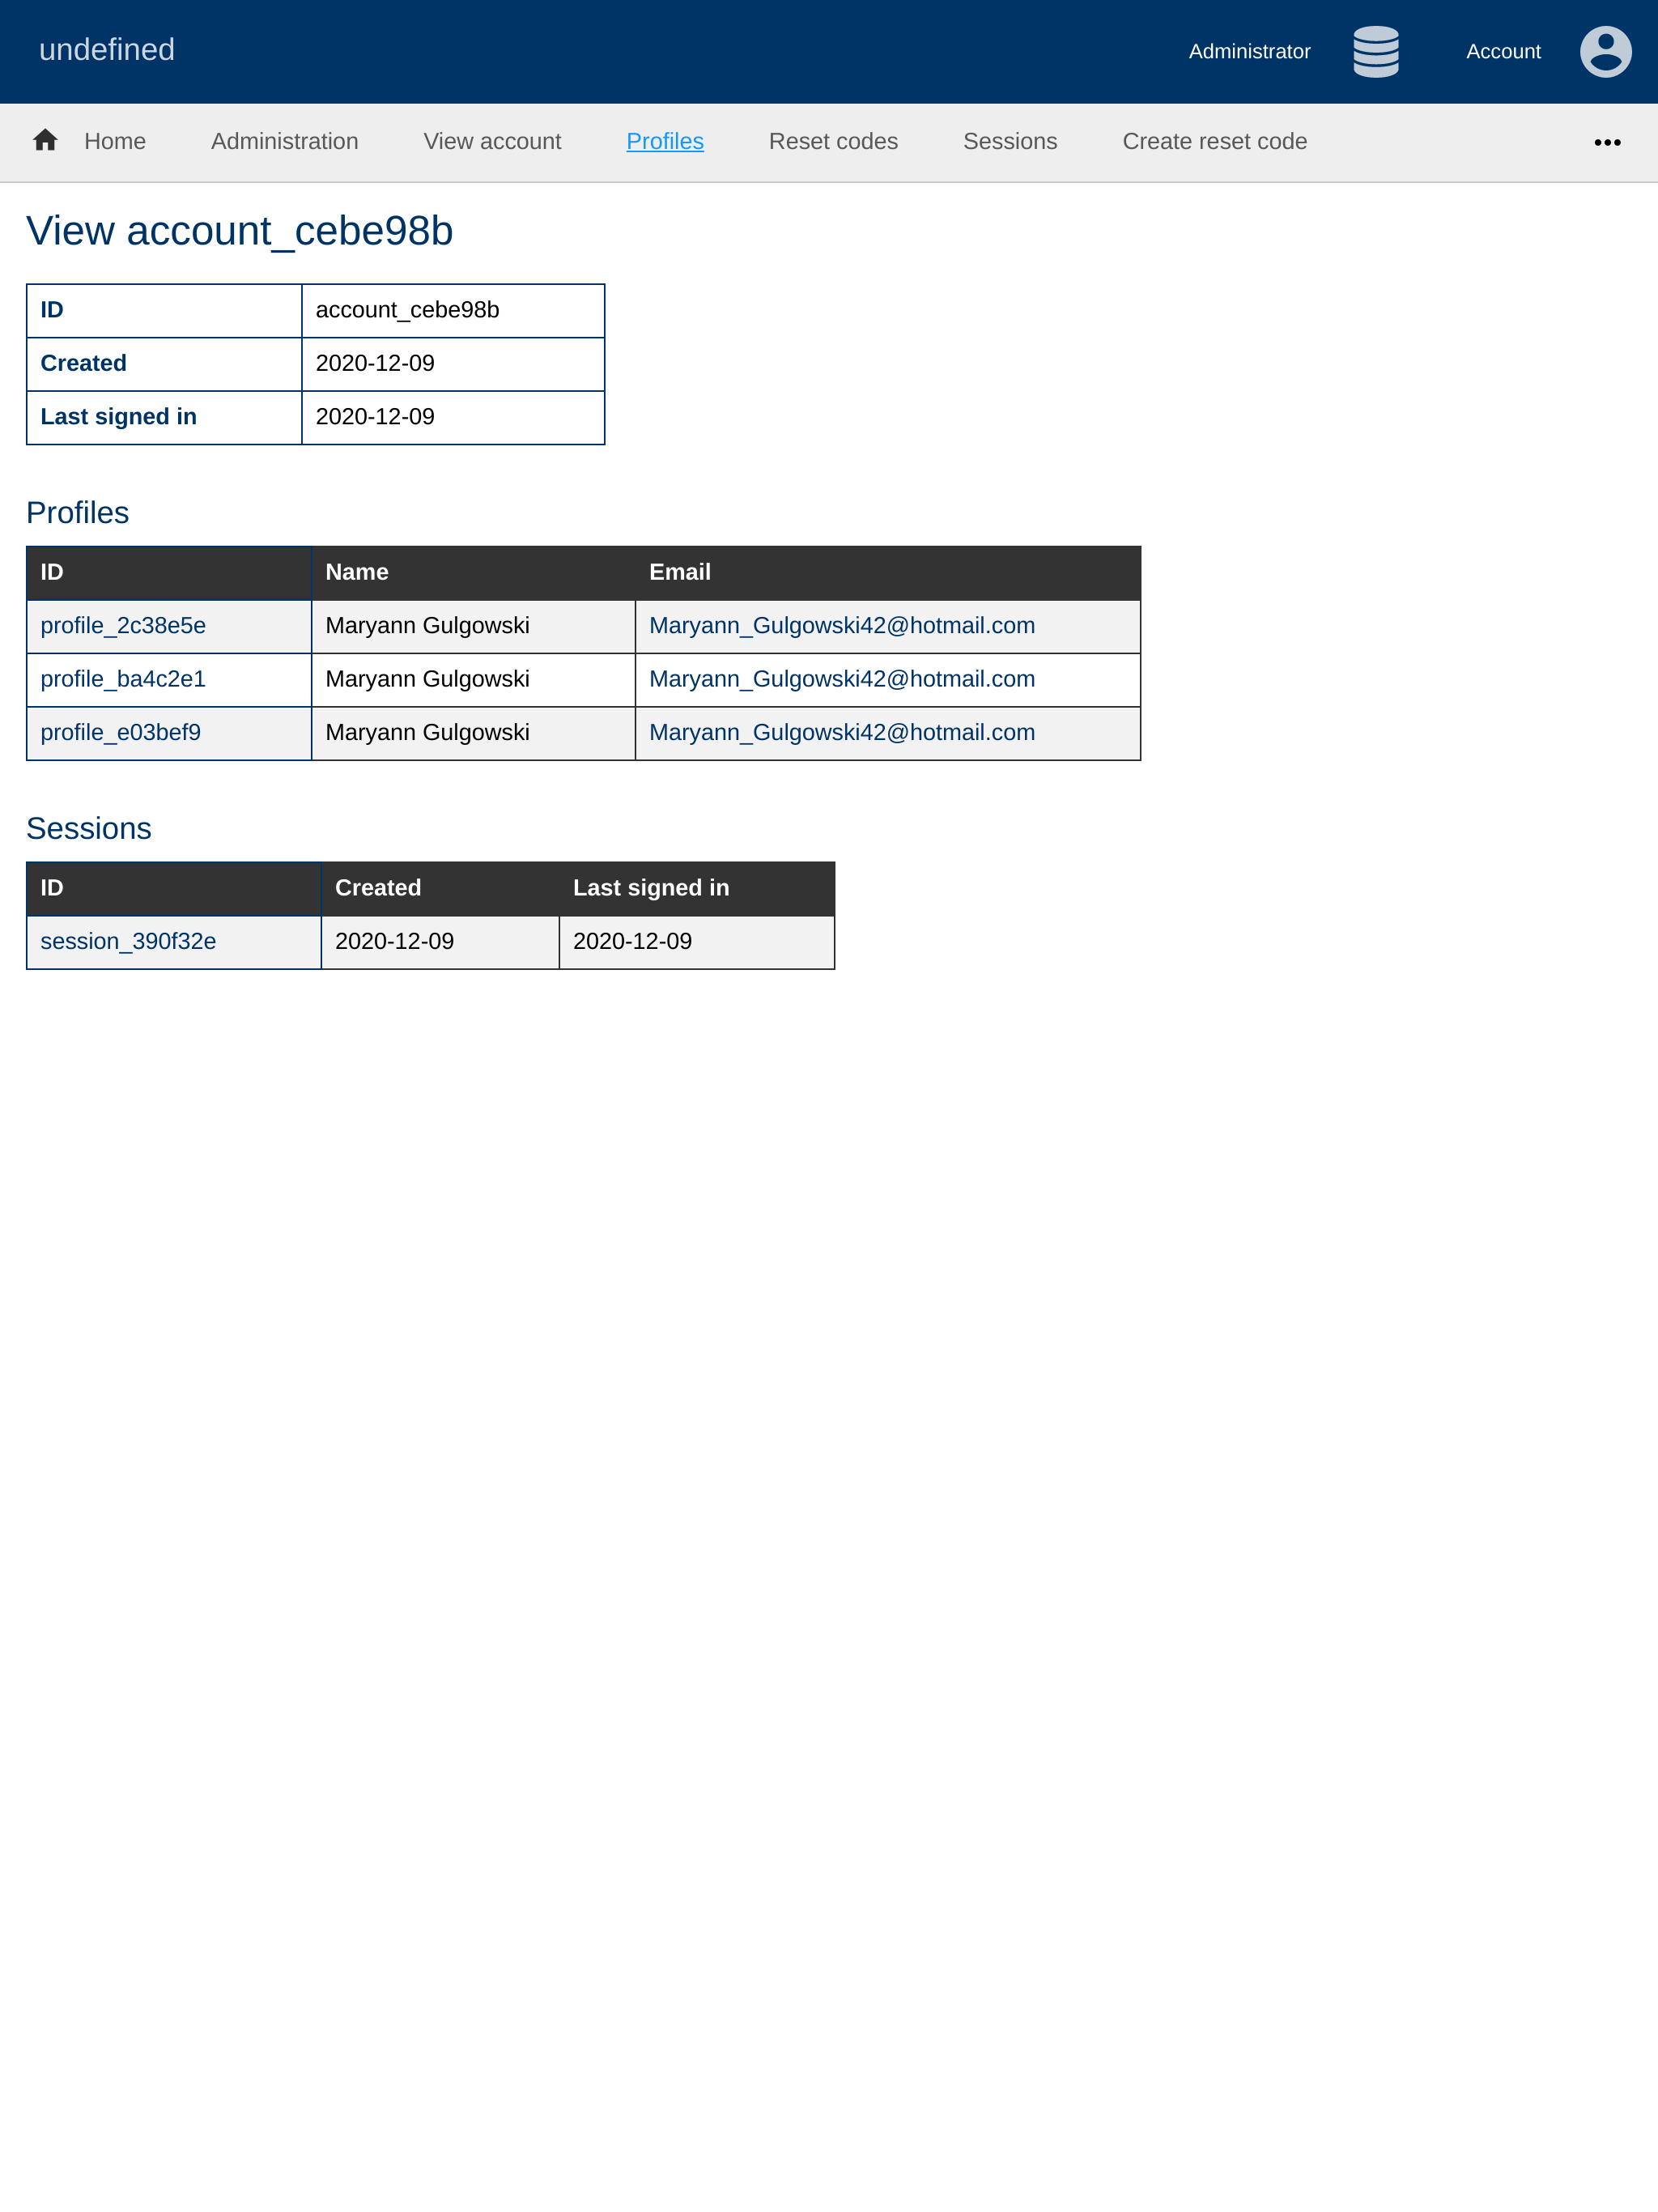 undefined
Administrator Account
Home Administration View account Profiles Reset codes Sessions Create reset code
View account_cebe98b
ID account_cebe98b
Created 2020-12-09
Last signed in 2020-12-09
Profiles
ID Name Email
profile_2c38e5e Maryann Gulgowski Maryann_Gulgowski42@hotmail.com
profile_ba4c2e1 Maryann Gulgowski Maryann_Gulgowski42@hotmail.com
profile_e03bef9 Maryann Gulgowski Maryann_Gulgowski42@hotmail.com
Sessions
ID Created Last signed in
session_390f32e 2020-12-09 2020-12-09